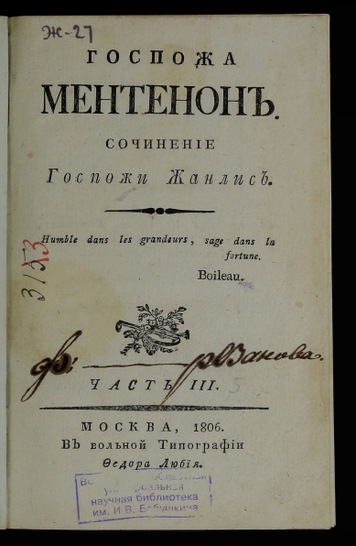 Ж-27
ГОСПОЖА
МЕНТЕНОНЪ.
СОЧИНЕНІЕ
Госпожи Жанлисъ.
Humble dans les grandeurs, sage dans la
fortune.
Boileau.
3153
ЧАСТЬ III.
МОСКВА, 1806.
Въ вольной Типографіи
Ѳедора Любія.
научная библиотека
им. И. В. Бабушкина